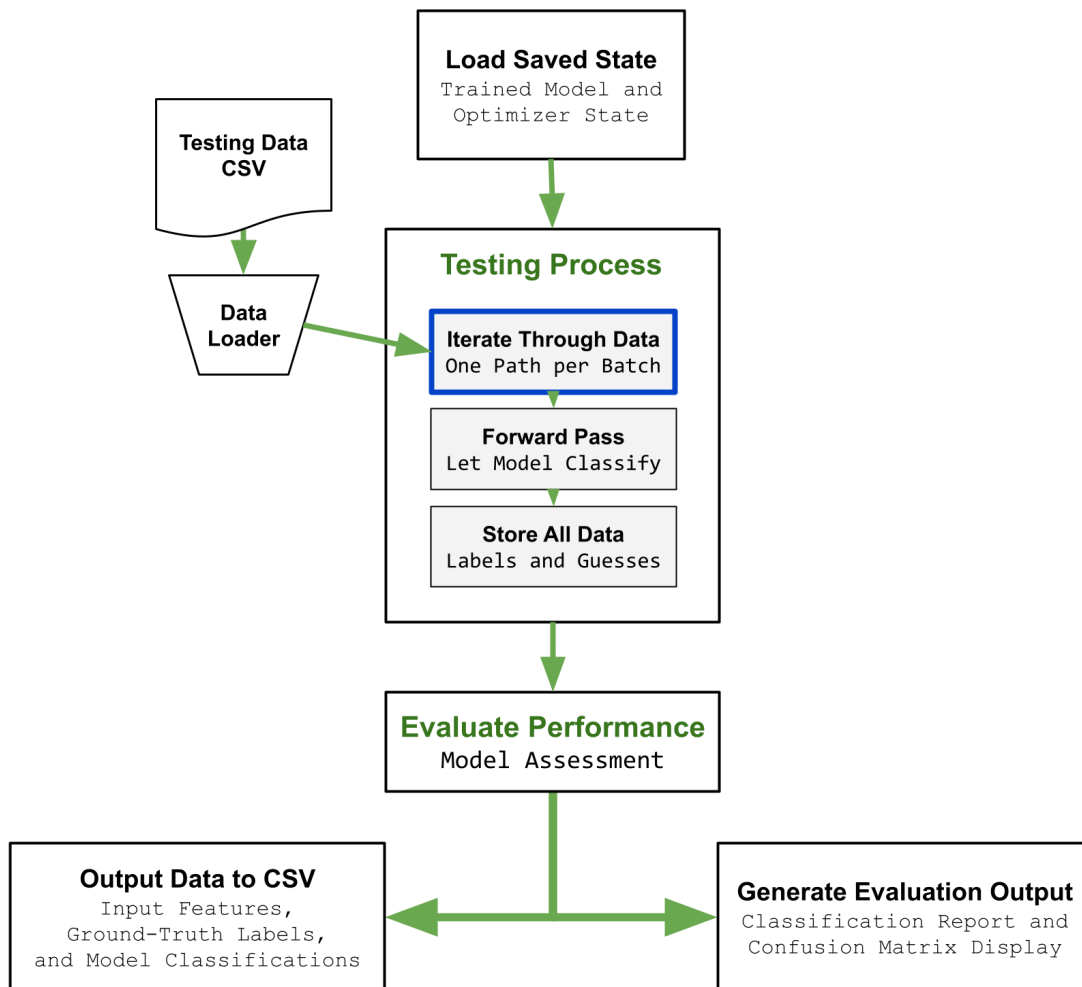 Load Saved State
Trained Model and
Optimizer State
Testing Data
CSV
Data
Loader
Testing Process
Iterate Through Data
One Path per Batch
Forward Pass
Let Model Classify
Store All Data
Labels and Guesses
Evaluate Performance
Model Assessment
Output Data to CSV
Input Features,
Ground-Truth Labels,
and Model Classifications
Generate Evaluation Output
Classification Report and
Confusion Matrix Display